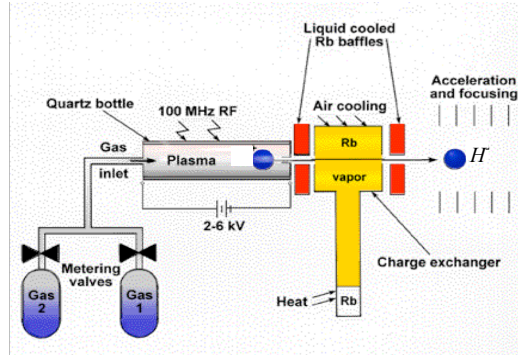 Liquid cooled
Rb baffles
Acceleration
and focusing
Quartz bottle
100 MHz RF
Air cooling
Gas
inlet
Plasma
Rb
vapor
H-
2-6 kV
Charge exchanger
Metering
valves
Gas
2
Gas
1
Heat
Rb